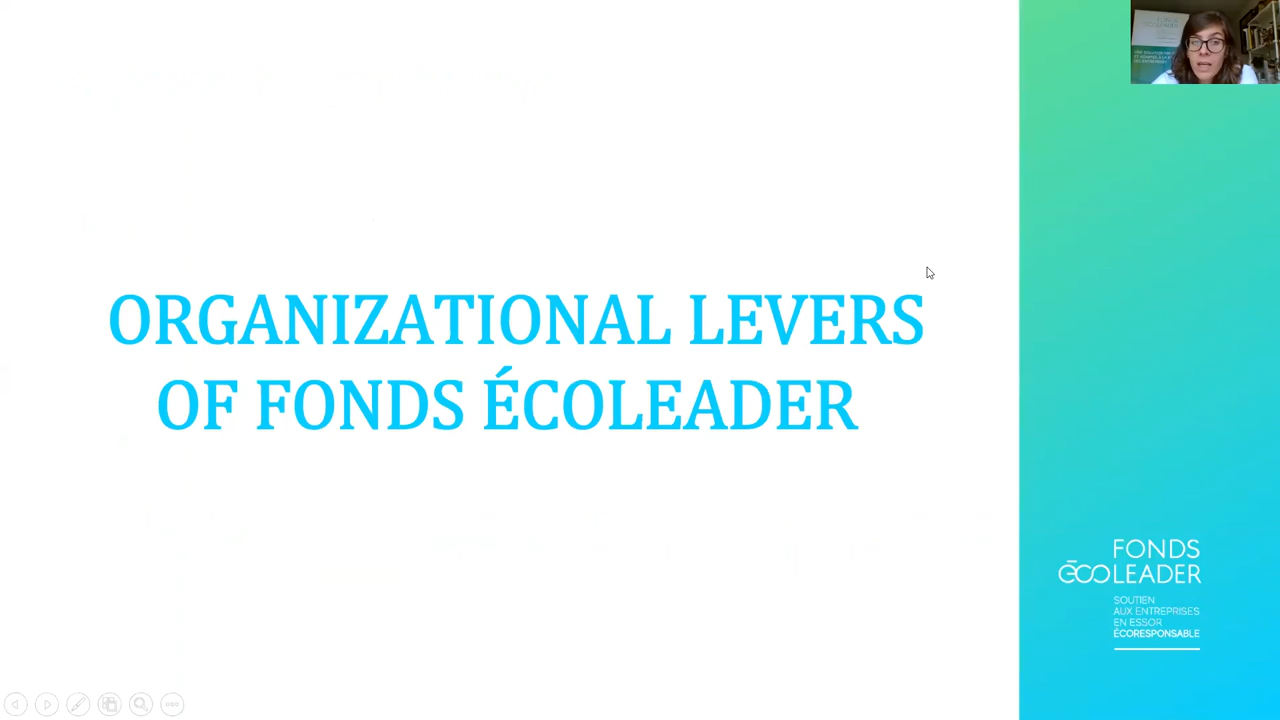 ORGANIZATIONAL LEVERS
OF FONDS ÉCOLEADER
FONDS
écoLEADER
SOUTIEN
AUX ENTREPRISES
EN ESSOR
ÉCORESPONSABLE